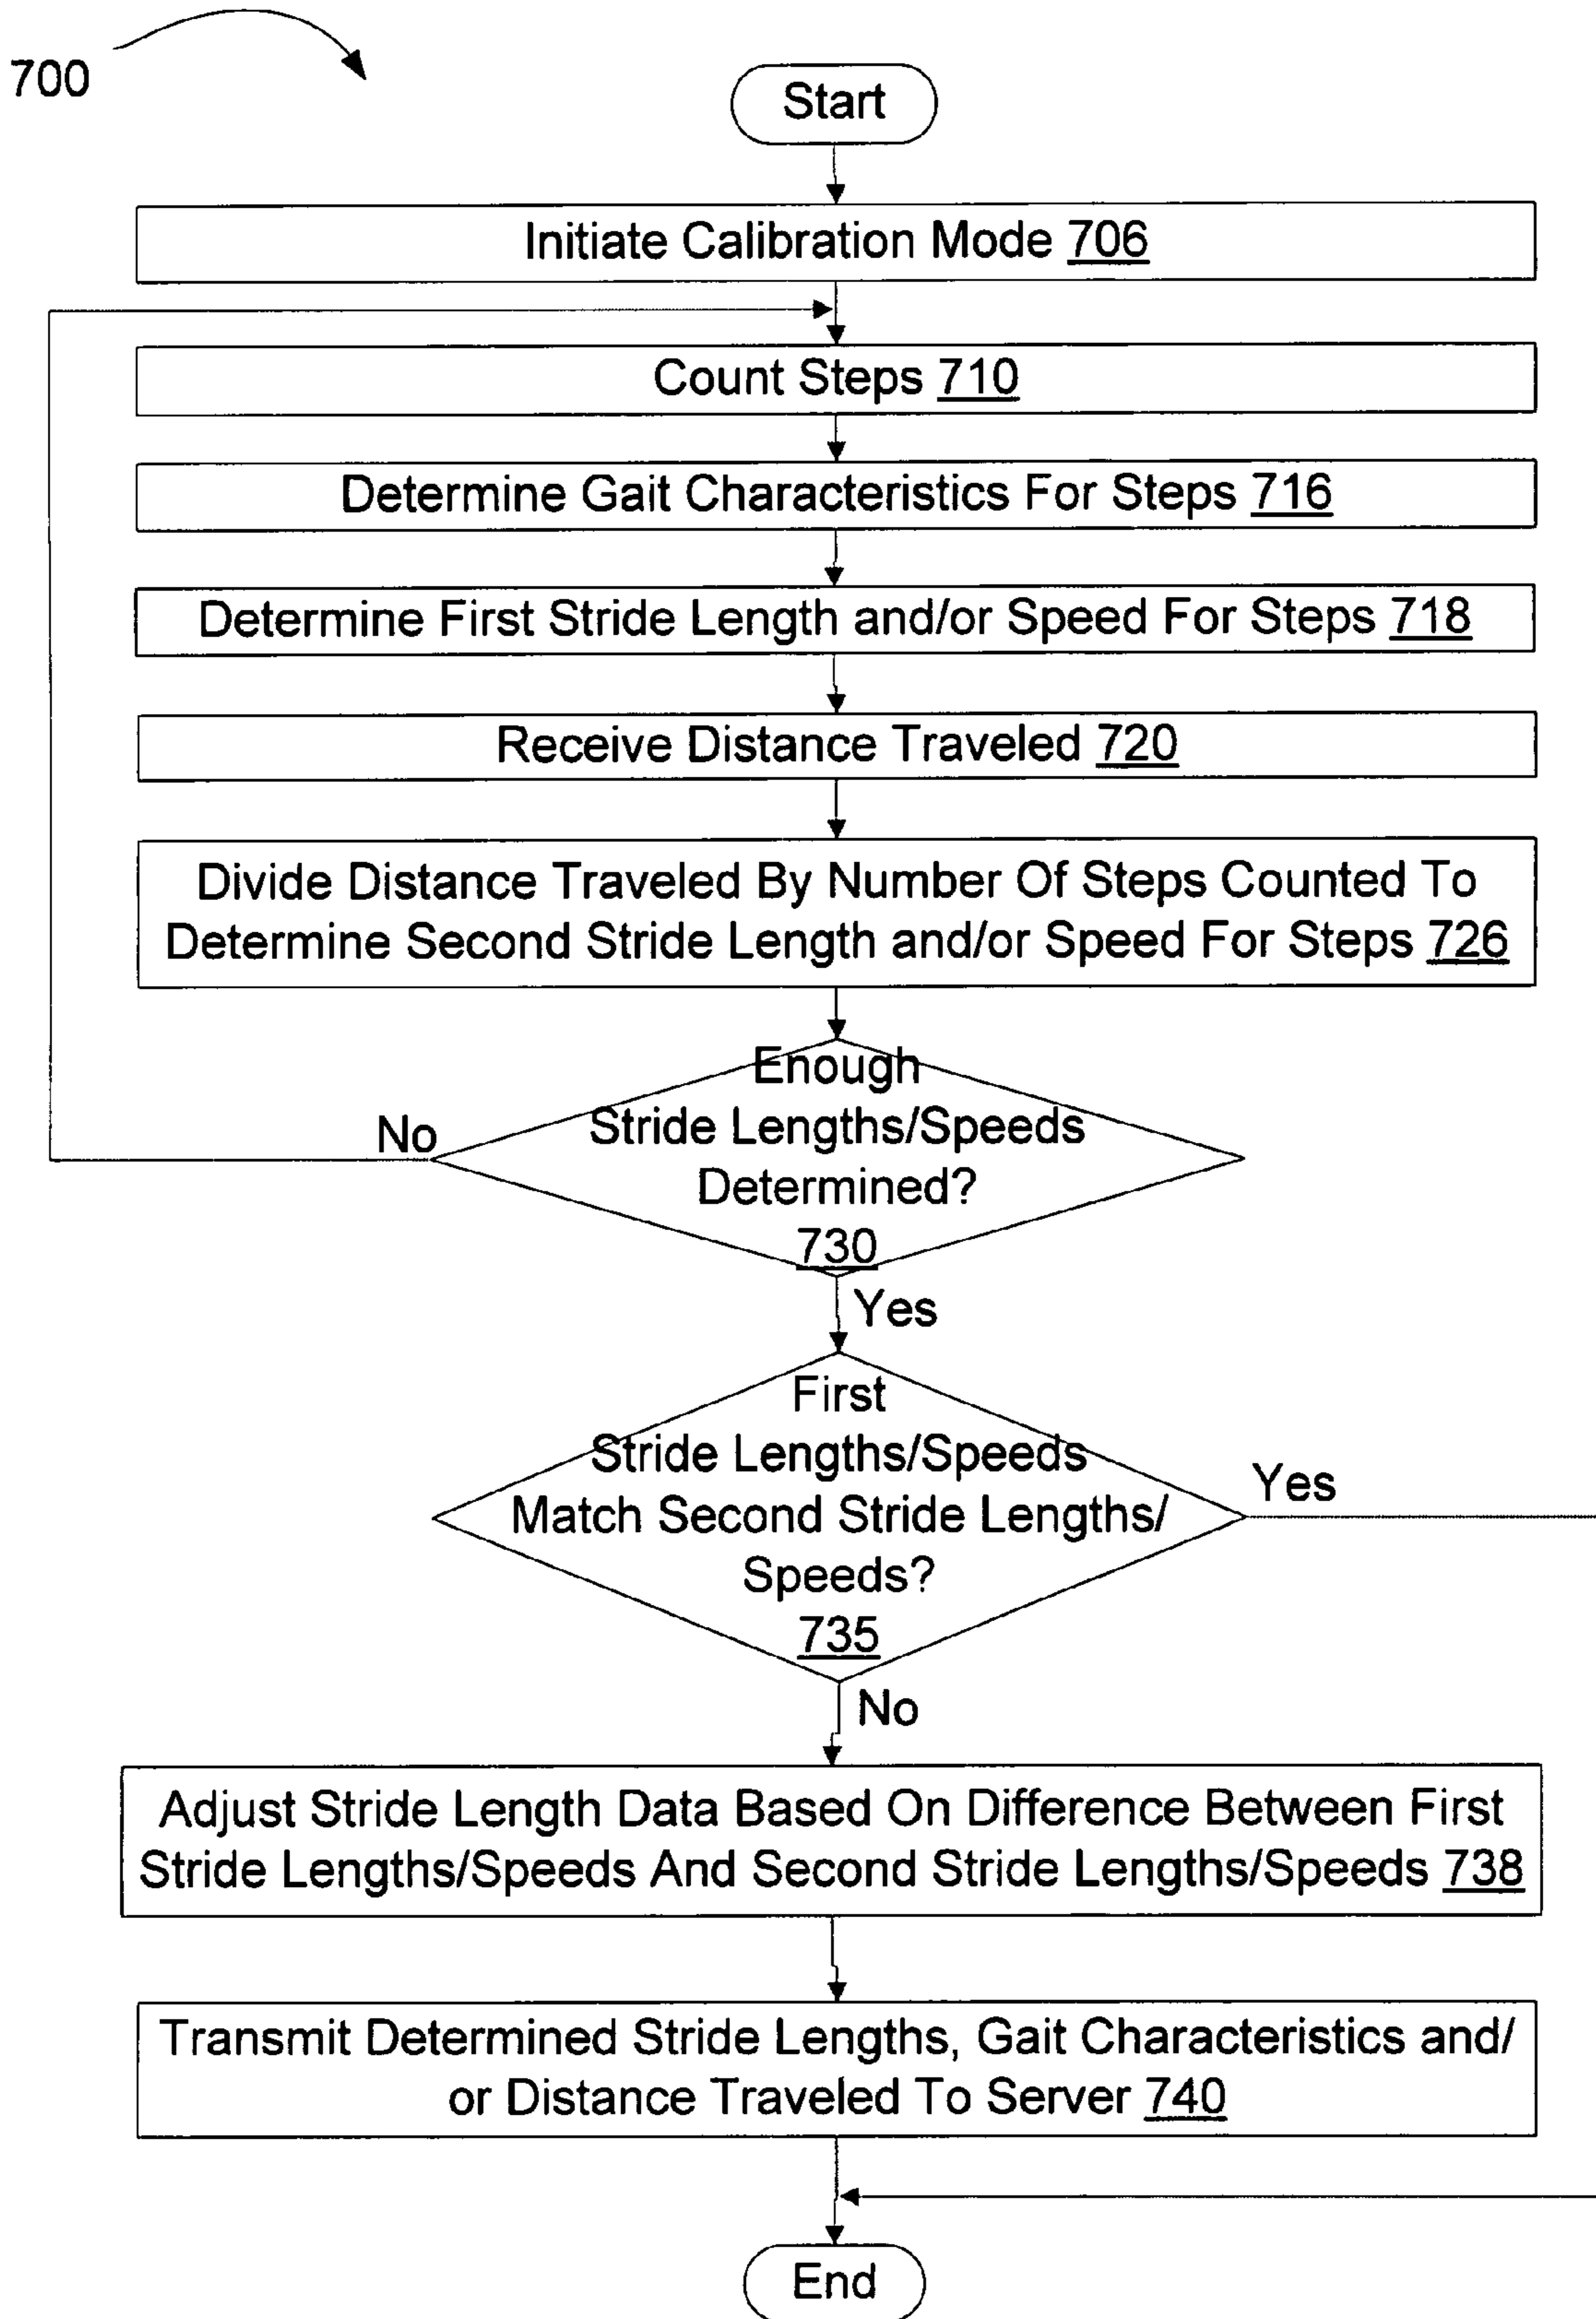 700
Start
Initiate Calibration Mode 706
Count Steps 710
Determine Gait Characteristics For Steps 716
Determine First Stride Length and/or Speed For Steps 718
Receive Distance Traveled 720
Divide Distance Traveled By Number Of Steps Counted To
Determine Second Stride Length and/or Speed For Steps 726
Enough
Stride Lengths/Speeds
Determined?
730
No
Yes
First
Stride Lengths/Speeds
Match Second Stride Lengths/
Speeds?
735
Yes
No
Adjust Stride Length Data Based On Difference Between First
Stride Lengths/Speeds And Second Stride Lengths/Speeds 738
Transmit Determined Stride Lengths, Gait Characteristics and/
or Distance Traveled To Server 740
End